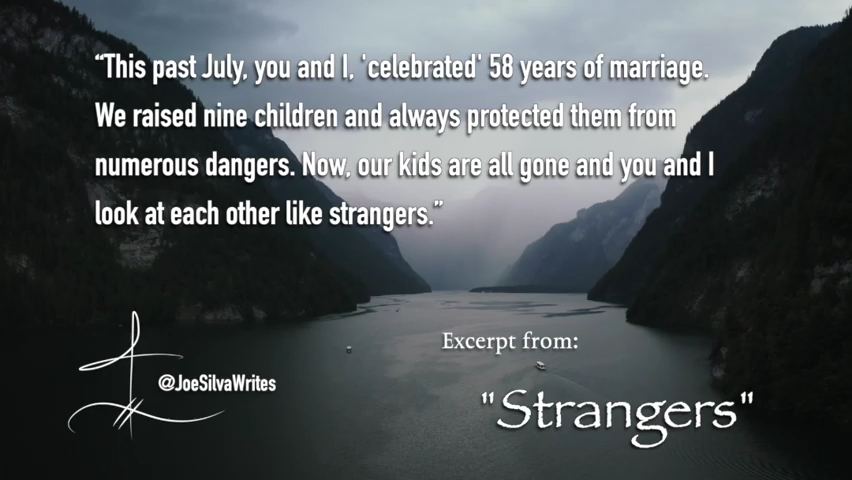 “This past July, you and I, 'celebrated' 58 years of marriage.
We raised nine children and always protected them from
numerous dangers. Now, our kids are all gone and you and I
look at each other like strangers.”
Excerpt from:
@JoeSilvaWrites
"Strangers"